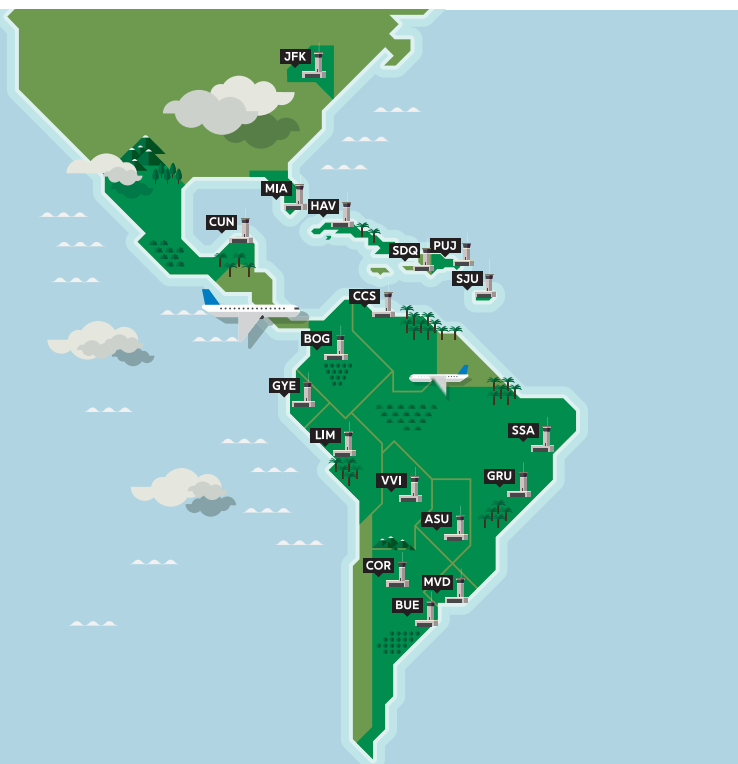 JFK
MIA
HAV
CUN
SDQ
PUJ
SJU
CCS
BOG
GYE
LIM
SSA
VVI
GRU
ASU
COR
MVD
BUE